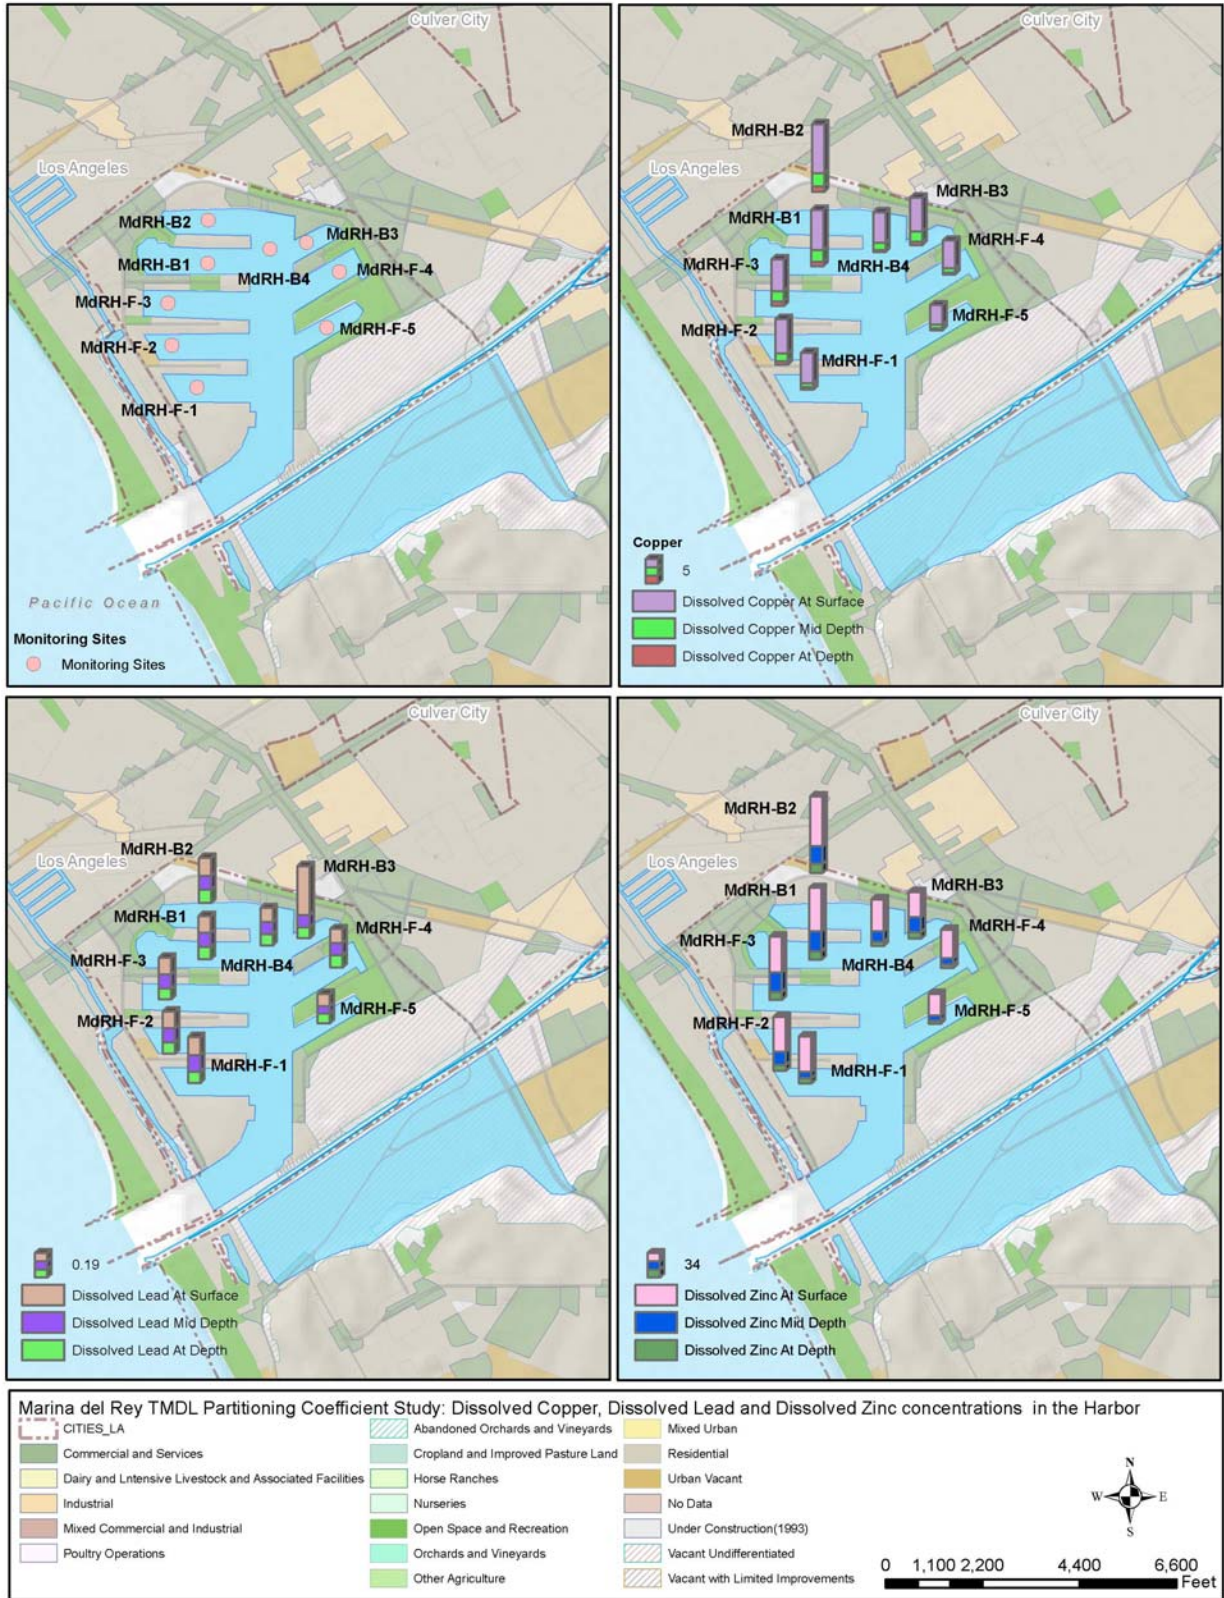 Culver City
Los Angeles
MdRH-B2
MdRH-B3
MdRH-B1
MdRH-B4
MdRH-F-4
MdRH-F-3
MdRH-F-5
MdRH-F-2
MdRH-F-1
Pacific Ocean
Monitoring Sites
Monitoring Sites
Culver City
MdRH-B2
Los Angeles
MdRH-B3
MdRH-B1
MdRH-F-4
MdRH-B4
MdRH-F-3
MdRH-F-5
MdRH-F-2
MdRH-F-1
Copper
5
Dissolved Copper At Surface
Dissolved Copper Mid Depth
Dissolved Copper At Depth
Culver City
MdRH-B2
Los Angeles
MdRH-B3
MdRH-B1
MdRH-F-4
MdRH-F-3
MdRH-B4
MdRH-F-5
MdRH-F-2
MdRH-F-1
0.19
Dissolved Lead At Surface
Dissolved Lead Mid Depth
Dissolved Lead At Depth
Culver City
MdRH-B2
Los Angeles
MdRH-B3
MdRH-B1
MdRH-F-4
MdRH-F-3
MdRH-B4
MdRH-F-5
MdRH-F-2
MdRH-F-1
34
Dissolved Zinc At Surface
Dissolved Zinc Mid Depth
Dissolved Zinc At Depth
Marina del Rey TMDL Partitioning Coefficient Study: Dissolved Copper, Dissolved Lead and Dissolved Zinc concentrations in the Harbor
CITIES_LA
Commercial and Services
Dairy and Lntensive Livestock and Associated Facilities
Industrial
Mixed Commercial and Industrial
Poultry Operations
Abandoned Orchards and Vineyards
Cropland and Improved Pasture Land
Horse Ranches
Nurseries
Open Space and Recreation
Orchards and Vineyards
Other Agriculture
Mixed Urban
Residential
Urban Vacant
No Data
Under Construction(1993)
Vacant Undifferentiated
Vacant with Limited Improvements
N
W E
S
0 1,100 2,200 4,400 6,600
Feet